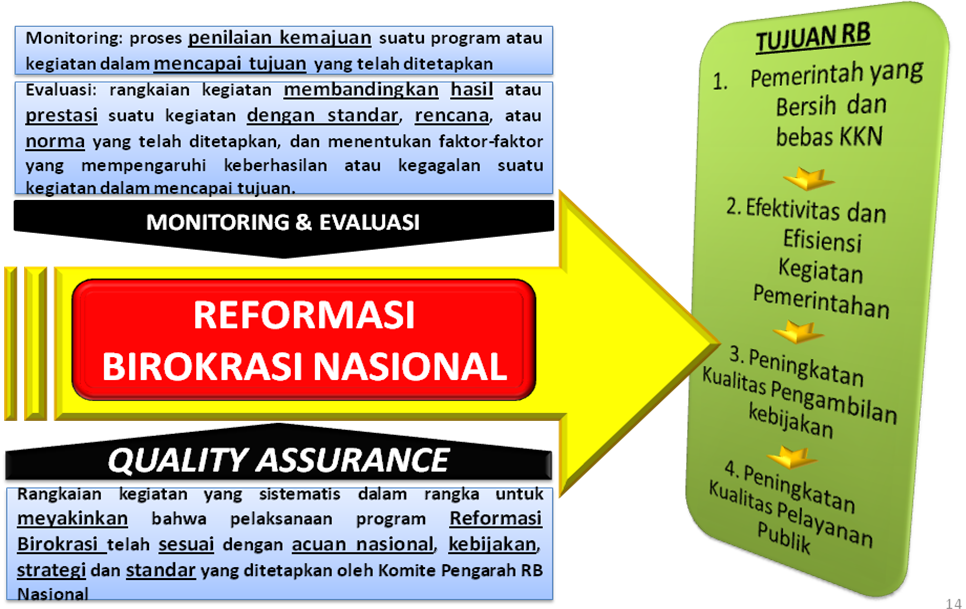 Monitoring: proses penilaian kemajuan suatu program atau
kegiatan dalam mencapai tujuan yang telah ditetapkan
Evaluasi: rangkaian kegiatan membandingkan hasil atau
prestasi suatu kegiatan dengan standar, rencana, atau
norma yang telah ditetapkan, dan menentukan faktor-faktor
yang mempengaruhi keberhasilan atau kegagalan suatu
kegiatan dalam mencapai tujuan.
MONITORING & EVALUASI
REFORMASI
BIROKRASI NASIONAL
QUALITY ASSURANCE
Rangkaian kegiatan yang sistematis dalam rangka untuk
meyakinkan bahwa pelaksanaan program Reformasi
Birokrasi telah sesuai dengan acuan nasional, kebijakan,
strategi dan standar yang ditetapkan oleh Komite Pengarah RB
Nasional
TUJUAN RB
1. Pemerintah yang
Bersih dan
bebas KKN
2. Efektivitas dan
Efisiensi
Kegiatan
Pemerintahan
3. Peningkatan
Kualitas Pengambilan
kebijakan
4. Peningkatan
Kualitas Pelayanan
Publik
14